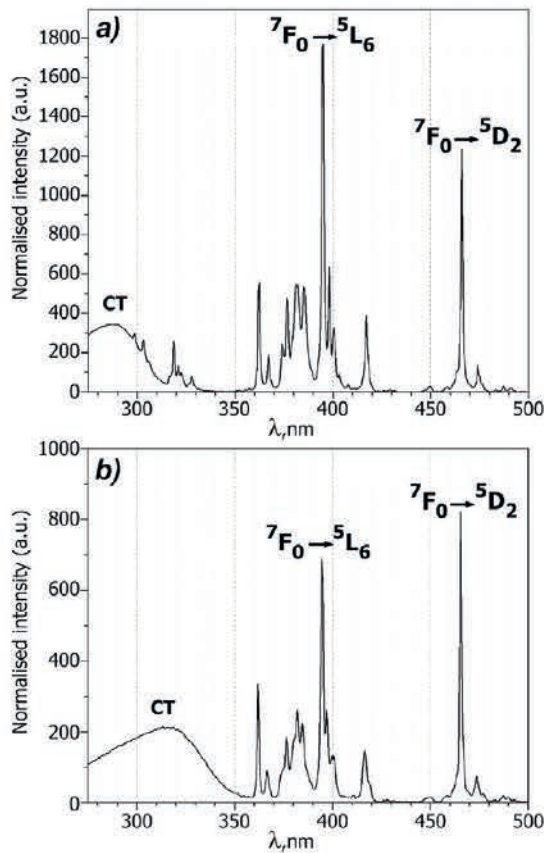 a)
⁷F₀ → ⁵L₆
⁷F₀ → ⁵D₂
CT
Normalised intensity (a.u.)
1800
1600
1400
1200
1000
800
600
400
200
0
300 350 400 450 500
λ,nm
b)
⁷F₀ → ⁵D₂
⁷F₀ → ⁵L₆
CT
Normalised intensity (a.u.)
1000
800
600
400
200
0
300 350 400 450 500
λ,nm